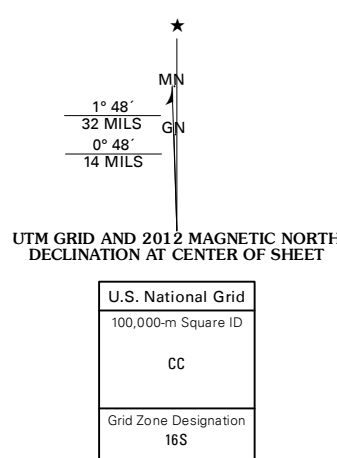 ★
MN
1° 48´
32 MILS
GN
0° 48´
14 MILS
UTM GRID AND 2012 MAGNETIC NORTH
DECLINATION AT CENTER OF SHEET
U.S. National Grid
100,000-m Square ID
CC
Grid Zone Designation
16S